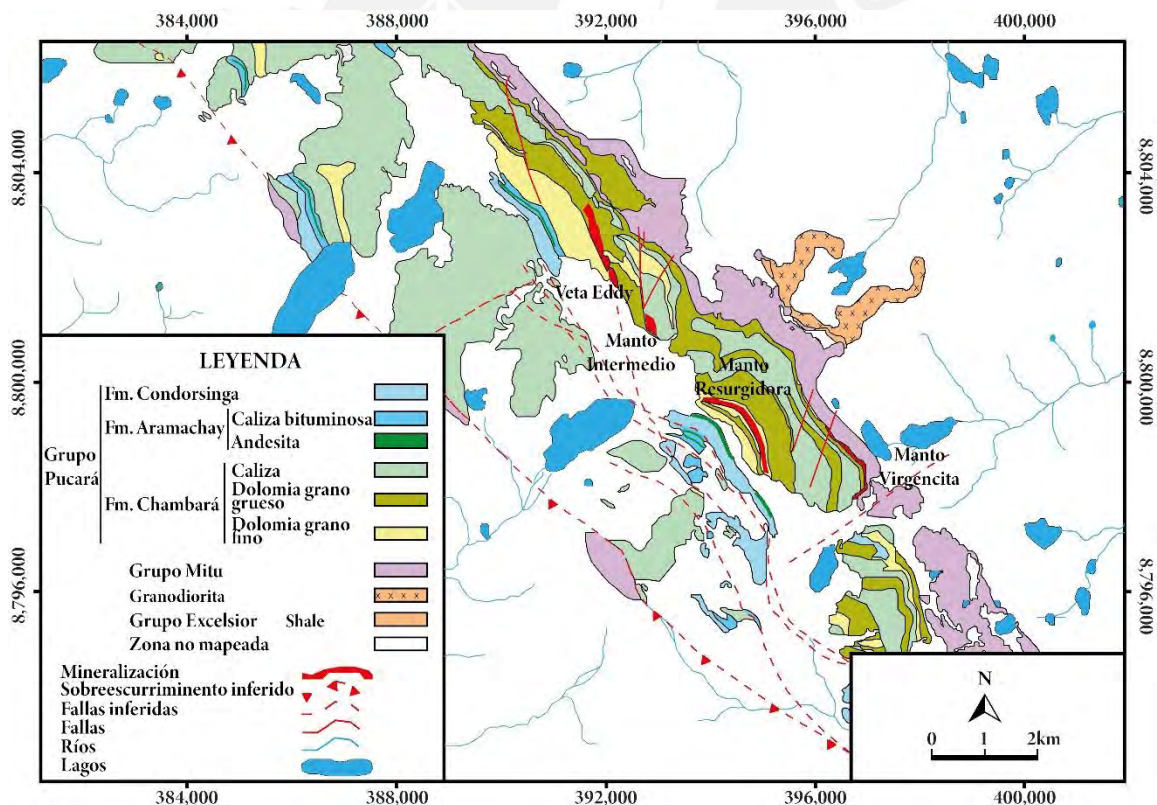 384,000 388,000 392,000 396,000 400,000
8,804,000
8,804,000
Veta Eddy
Manto
Intermedio
Manto
Resurgidora
8,800,000
8,800,000
Manto
Virgencita
LEYENDA
Grupo
Pucará
Fm. Condorsinga
Fm. Aramachay
Caliza bituminosa
Andesita
Fm. Chambará
Caliza
Dolomia grano
grueso
Dolomia grano
fino
Grupo Mitu
Granodiorita
Grupo Excelsior Shale
Zona no mapeada
Mineralización
Sobreescurrimiento inferido
Fallas inferidas
Fallas
Ríos
Lagos
8,796,000
8,796,000
N
0 1 2km
384,000 388,000 392,000 396,000 400,000